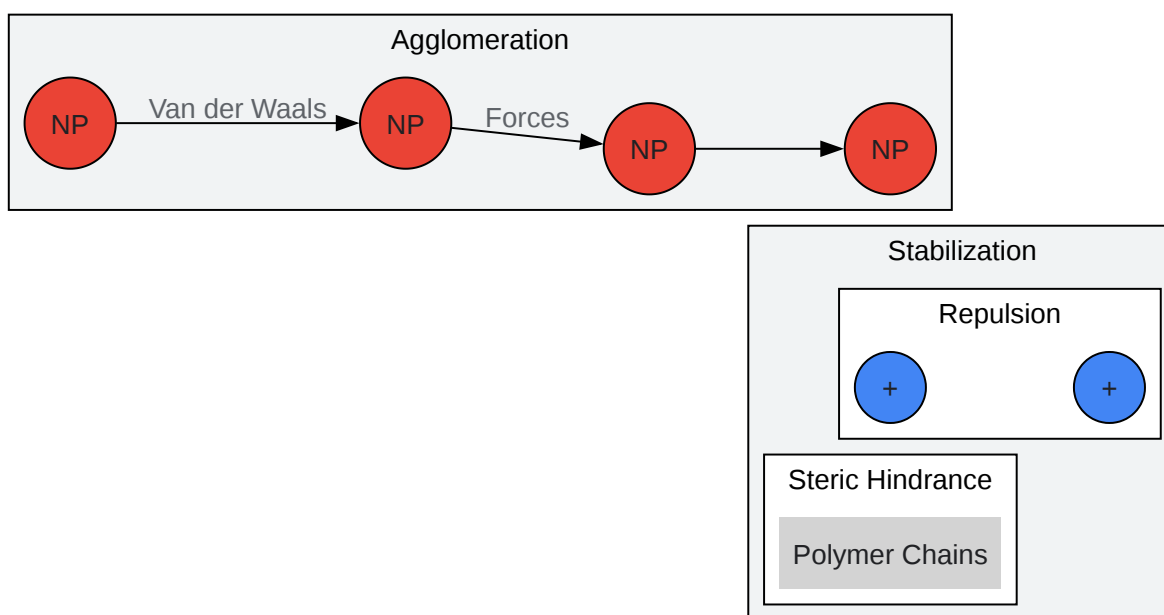 Agglomeration
NP
Van der Waals
NP
Forces
NP
NP
Stabilization
Repulsion
+
+
Steric Hindrance
Polymer Chains